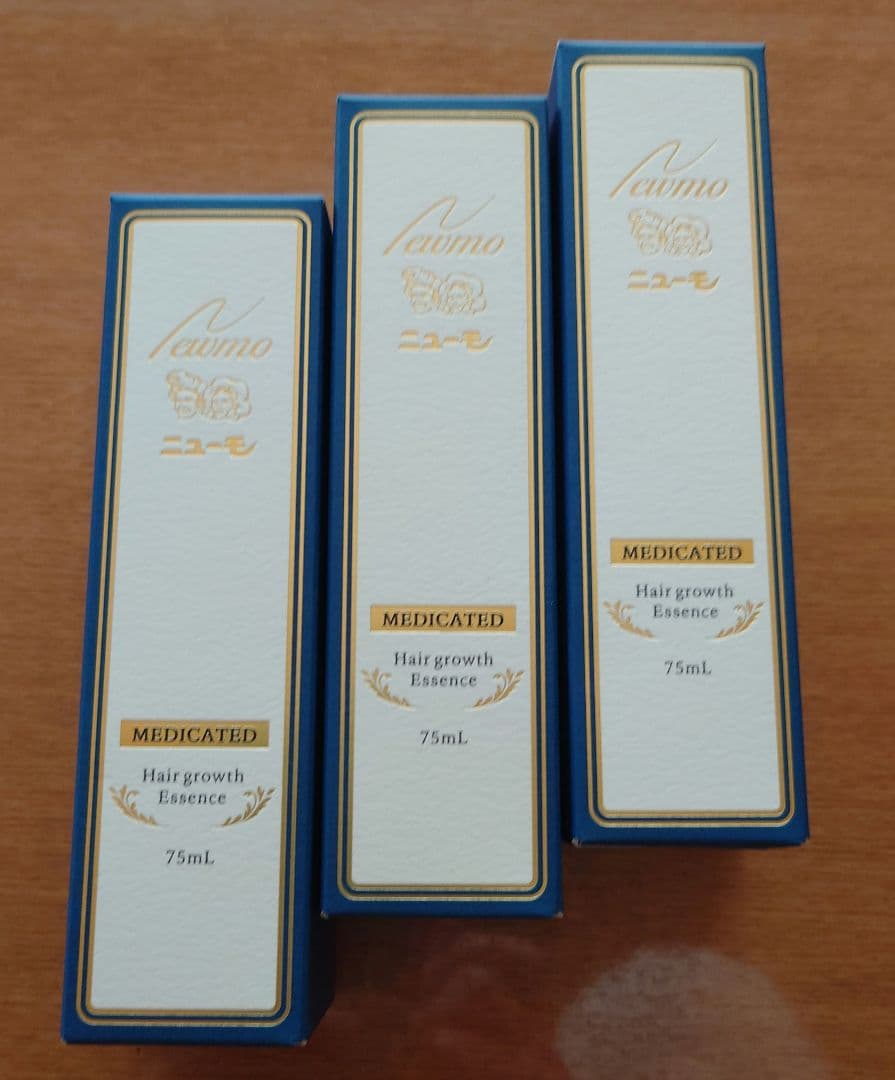 Newmo
ニューモ
MEDICATED
Hair growth
Essence
75mL
Newmo
ニューモ
MEDICATED
Hair growth
Essence
75mL
Newmo
ニューモ
MEDICATED
Hair growth
Essence
75mL